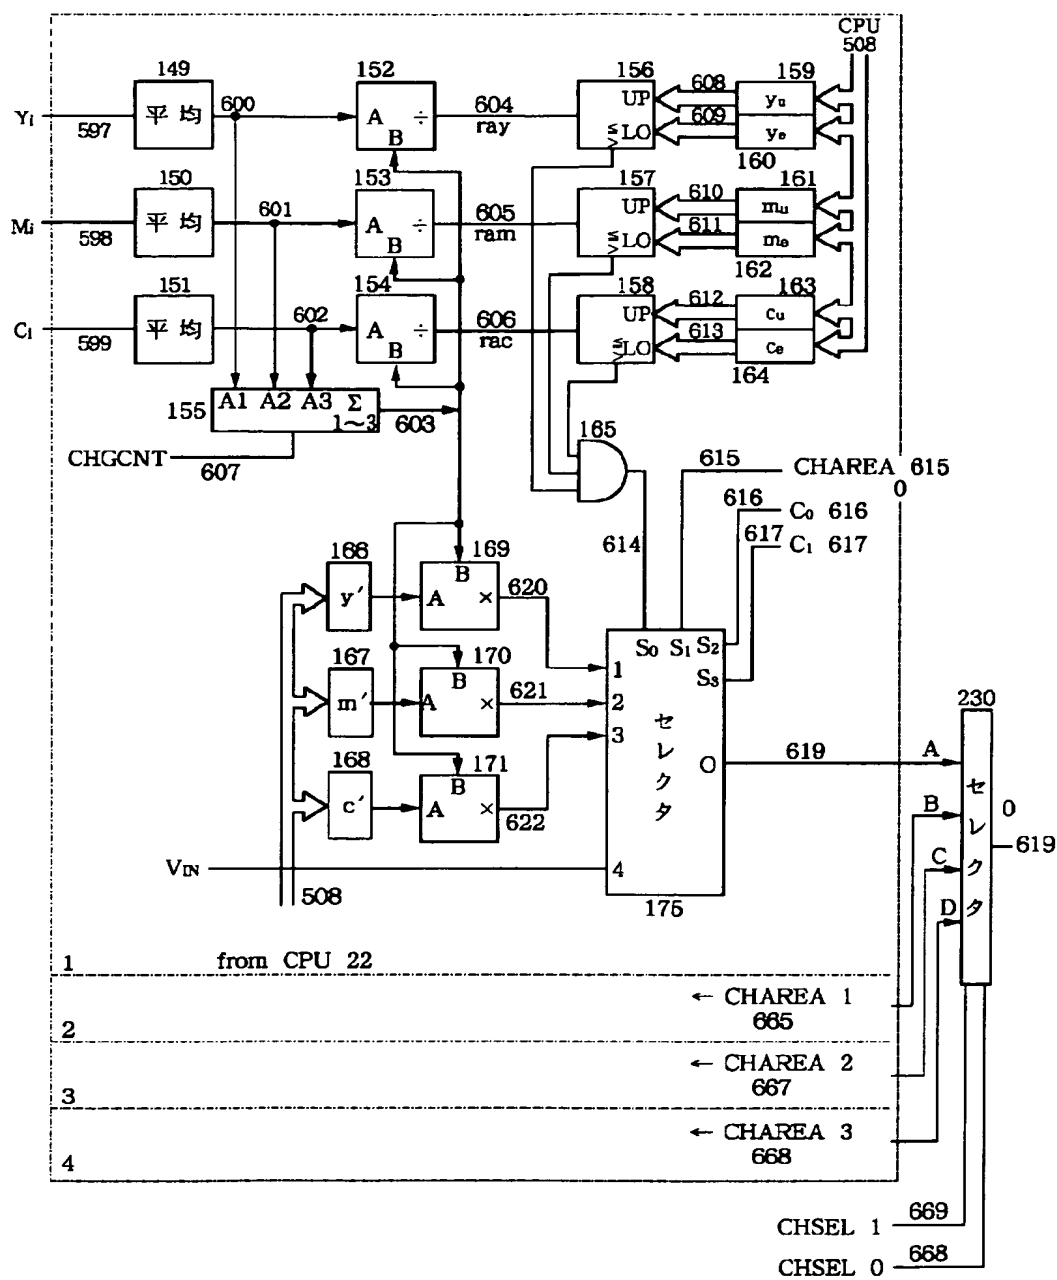 CPU
508
149
152
156
159
Yi
597
平均
600
A
B
÷
604
ray
UP
≤
>
LO
608
609
yu
ye
160
150
153
157
161
Mi
598
平均
601
A
B
÷
605
ram
UP
≤
>
LO
610
611
mu
me
162
151
154
158
163
Ci
599
平均
602
A
B
÷
606
rac
UP
≤
>
LO
612
613
Cu
Ce
164
155
A1 A2 A3 Σ
1〜3
603
165
CHGCNT
607
615
CHAREA 615
0
616
C0 616
617
C1 617
614
168
169
y′
A
B
×
620
167
170
m′
A
B
×
621
168
171
c′
A
B
×
622
S0 S1 S2
S3
1
2
3
4
セレクタ
O
175
VIN
508
619
230
A
B
C
D
セレクタ
0
619
1
from CPU 22
← CHAREA 1
665
2
← CHAREA 2
667
3
← CHAREA 3
668
4
CHSEL 1
669
CHSEL 0
668